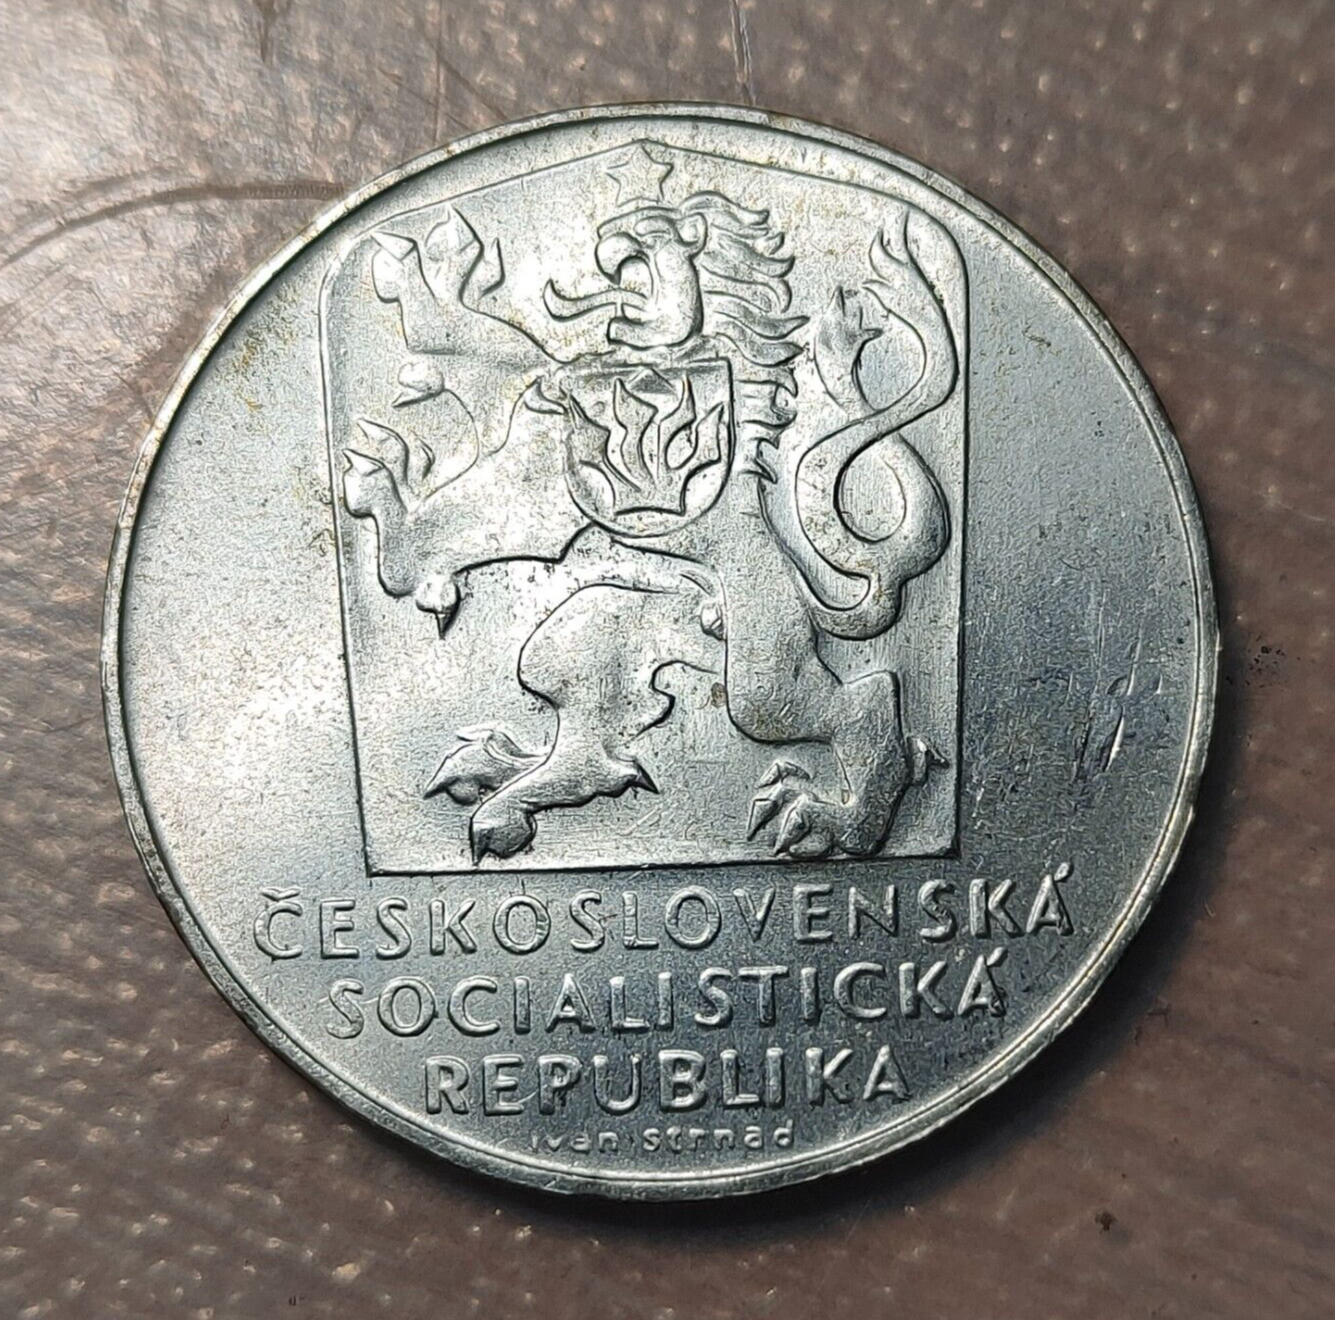 ČESKOSLOVENSKÁ
SOCIALISTICKÁ
REPUBLIKA
ivan strnad